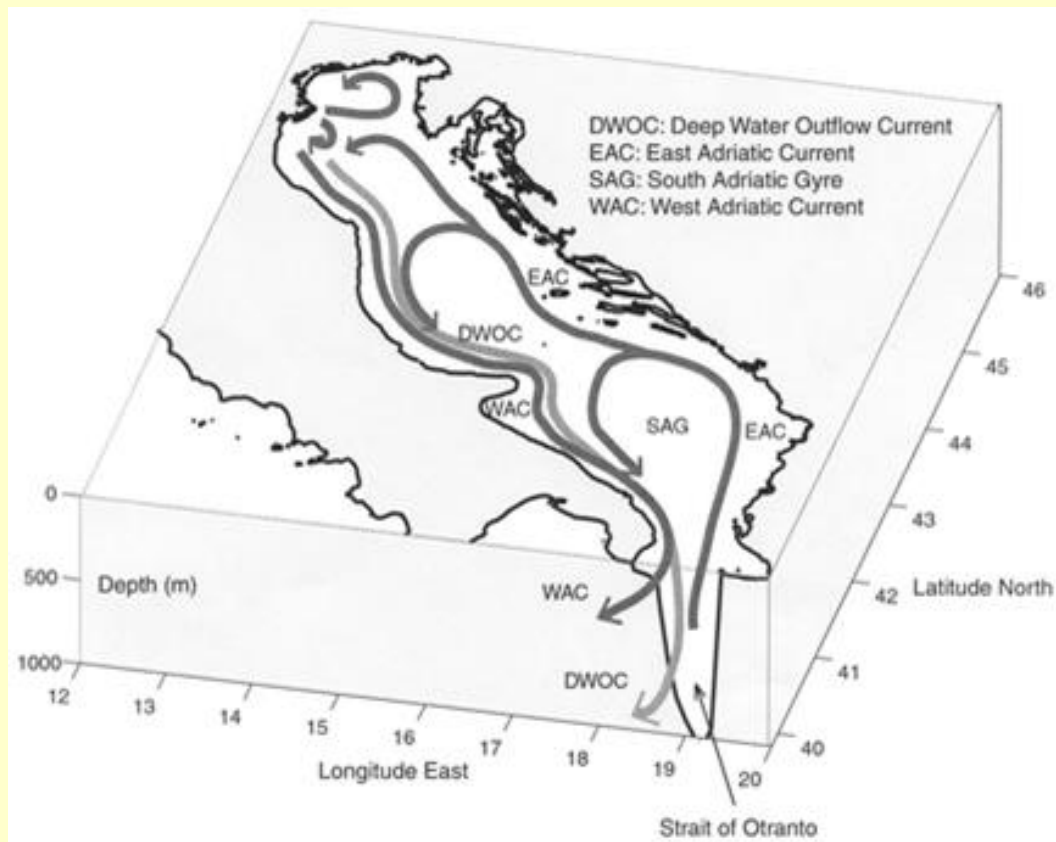 DWOC: Deep Water Outflow Current
EAC: East Adriatic Current
SAG: South Adriatic Gyre
WAC: West Adriatic Current
EAC
DWOC
WAC
SAG
EAC
46
45
44
43
42
41
40
Latitude North
0
500
1000
Depth (m)
WAC
DWOC
12
13
14
15
16
17
18
19
20
Longitude East
Strait of Otranto